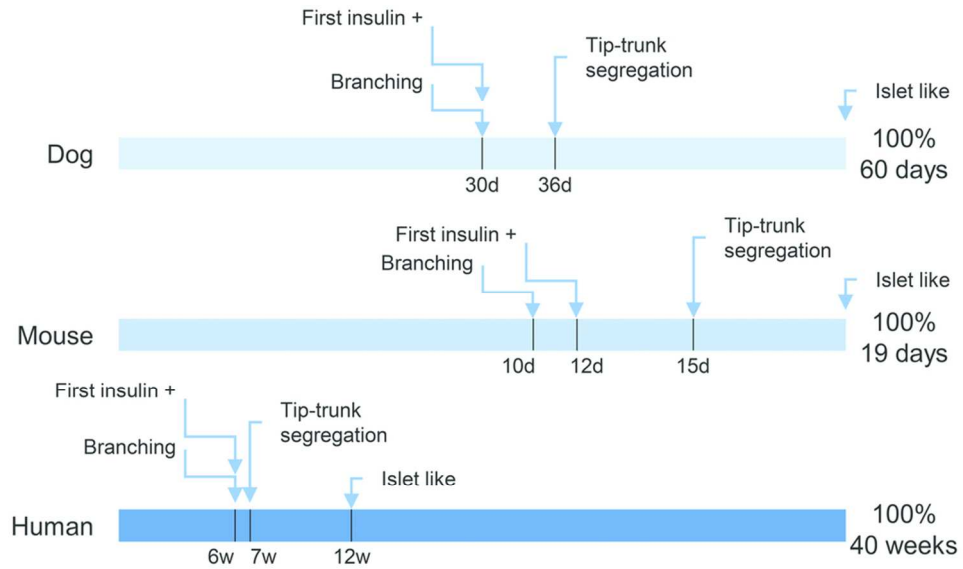 First insulin +
Tip-trunk
segregation
Branching
Islet like
Dog
100%
60 days
30d
36d
First insulin +
Tip-trunk
segregation
Branching
Islet like
Mouse
100%
19 days
10d
12d
15d
First insulin +
Tip-trunk
segregation
Branching
Islet like
Human
100%
40 weeks
6w
7w
12w